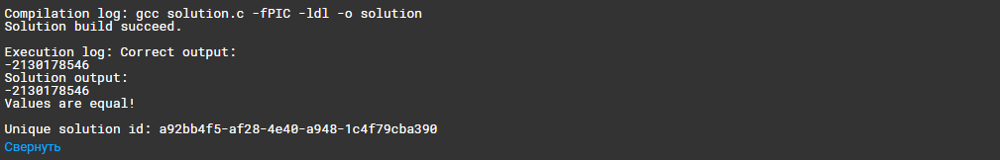 Compilation log: gcc solution.c -fPIC -ldl -o solution
Solution build succeed.
Execution log: Correct output:
-2130178546
Solution output:
-2130178546
Values are equal!
Unique solution id: a92bb4f5-af28-4e40-a948-1c4f79cba390
Свернуть